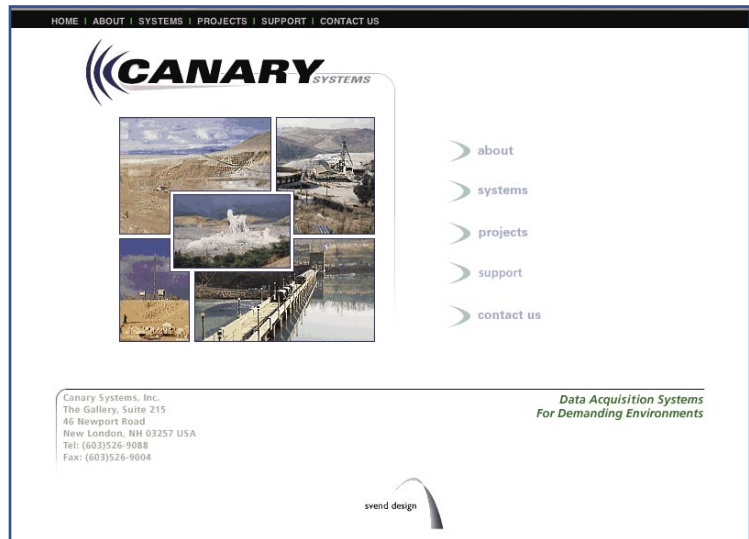 HOME | ABOUT | SYSTEMS | PROJECTS | SUPPORT | CONTACT US
CANARY SYSTEMS
about
systems
projects
support
contact us
Canary Systems, Inc.
The Gallery, Suite 215
46 Newport Road
New London, NH 03257 USA
Tel: (603)526-9088
Fax: (603)526-9004
Data Acquisition Systems
For Demanding Environments
svend design